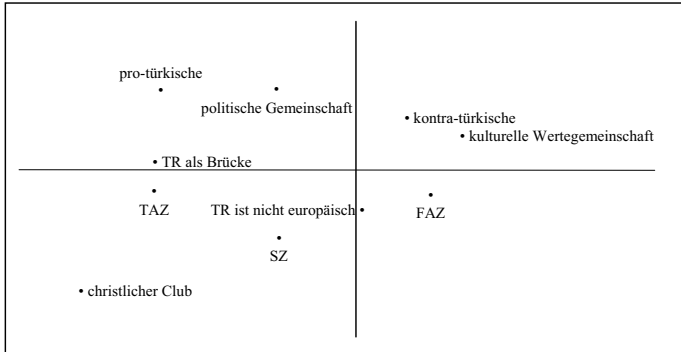 pro-türkische
politische Gemeinschaft
kontra-türkische
kulturelle Wertegemeinschaft
TR als Brücke
TAZ
TR ist nicht europäisch
FAZ
SZ
christlicher Club